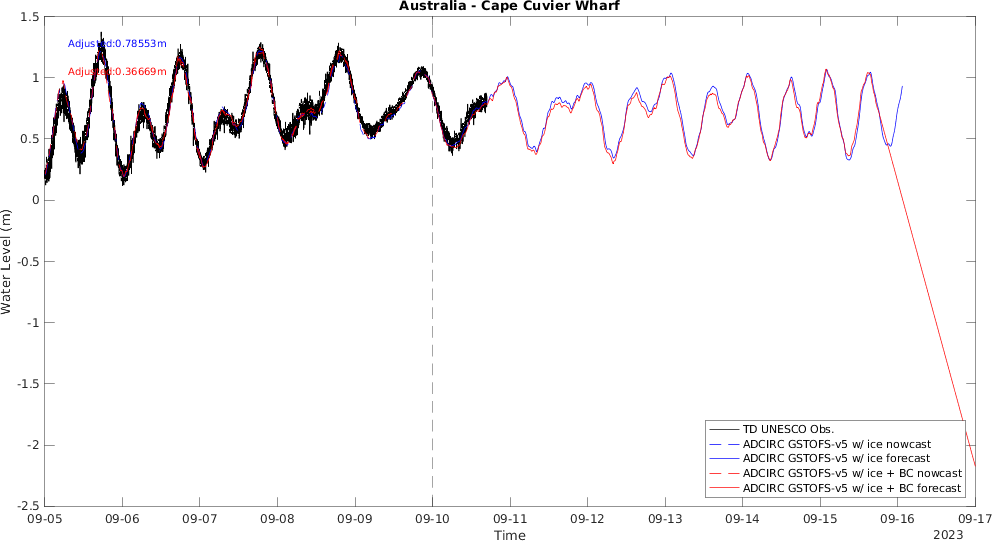 Australia - Cape Cuvier Wharf
1.5
1
0.5
0
-0.5
-1
-1.5
-2
-2.5
Water Level (m)
Adjusted:0.78553m
Adjusted:0.36669m
TD UNESCO Obs.
ADCIRC GSTOFS-v5 w/ ice nowcast
ADCIRC GSTOFS-v5 w/ ice forecast
ADCIRC GSTOFS-v5 w/ ice + BC nowcast
ADCIRC GSTOFS-v5 w/ ice + BC forecast
09-05 09-06 09-07 09-08 09-09 09-10 09-11 09-12 09-13 09-14 09-15 09-16 09-17
Time
2023